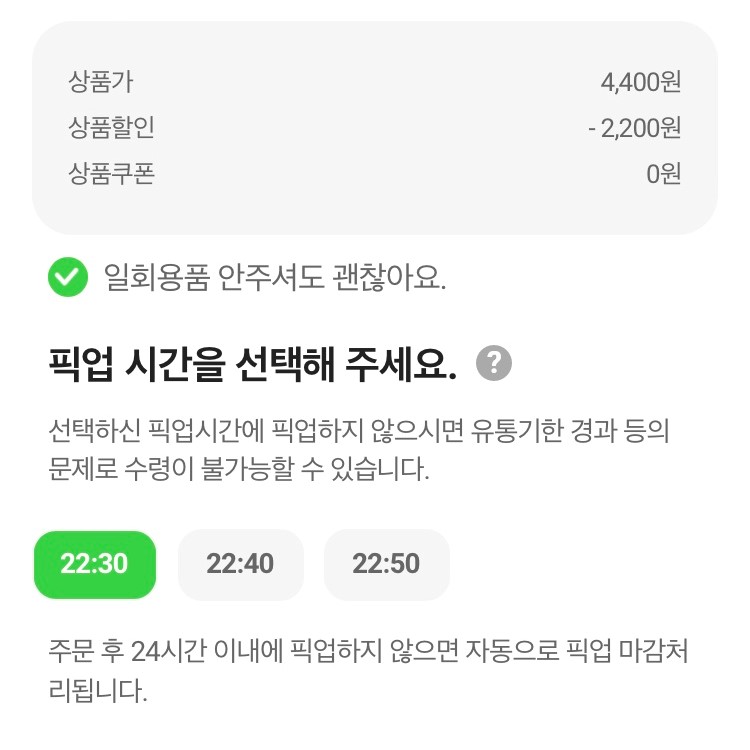 상품가 4,400원
상품할인 - 2,200원
상품쿠폰 0원
일회용품 안주셔도 괜찮아요.
픽업 시간을 선택해 주세요. ?
선택하신 픽업시간에 픽업하지 않으시면 유통기한 경과 등의
문제로 수령이 불가능할 수 있습니다.
22:30 22:40 22:50
주문 후 24시간 이내에 픽업하지 않으면 자동으로 픽업 마감처
리됩니다.